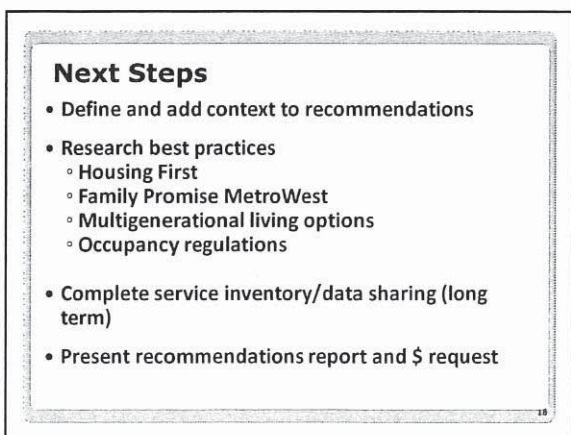 Next Steps
• Define and add context to recommendations
• Research best practices
◦ Housing First
◦ Family Promise MetroWest
◦ Multigenerational living options
◦ Occupancy regulations
• Complete service inventory/data sharing (long
term)
• Present recommendations report and $ request
18